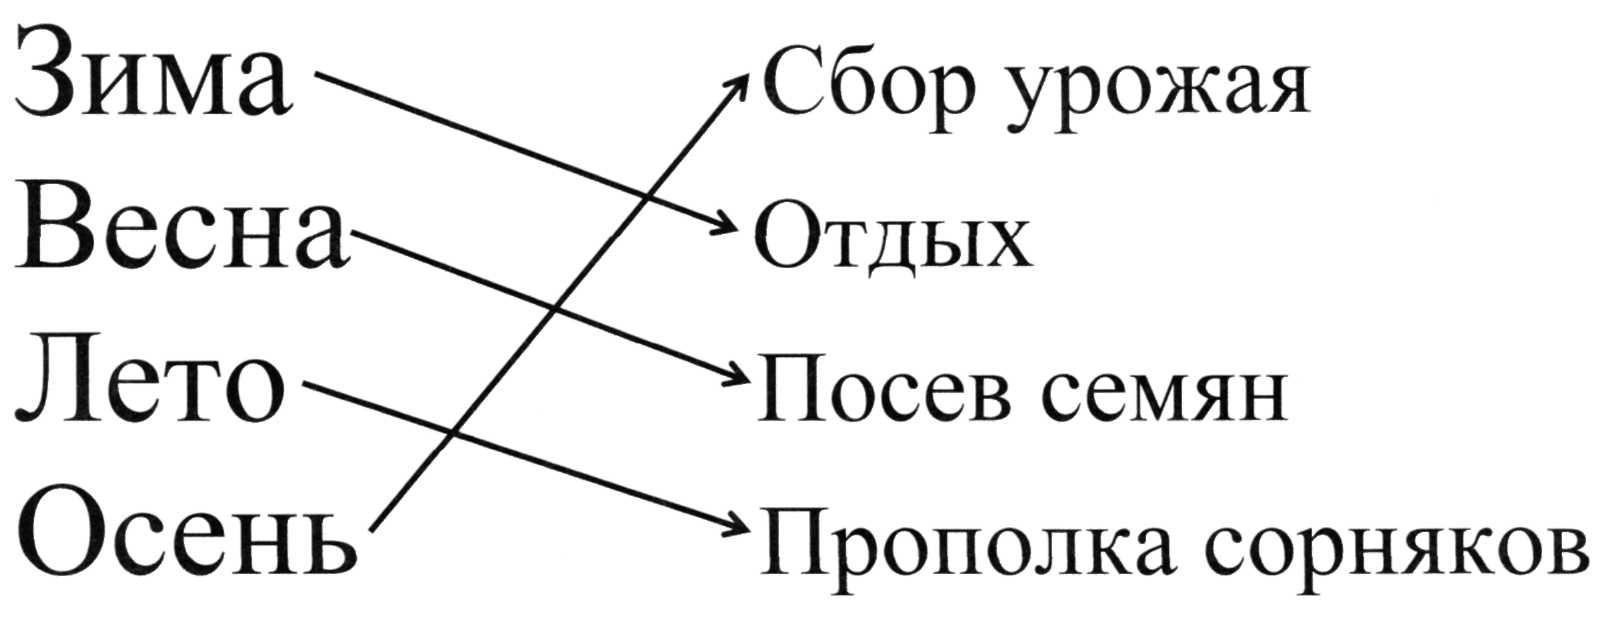 Зима
Сбор урожая
Весна
Отдых
Лето
Посев семян
Осень
Прополка сорняков